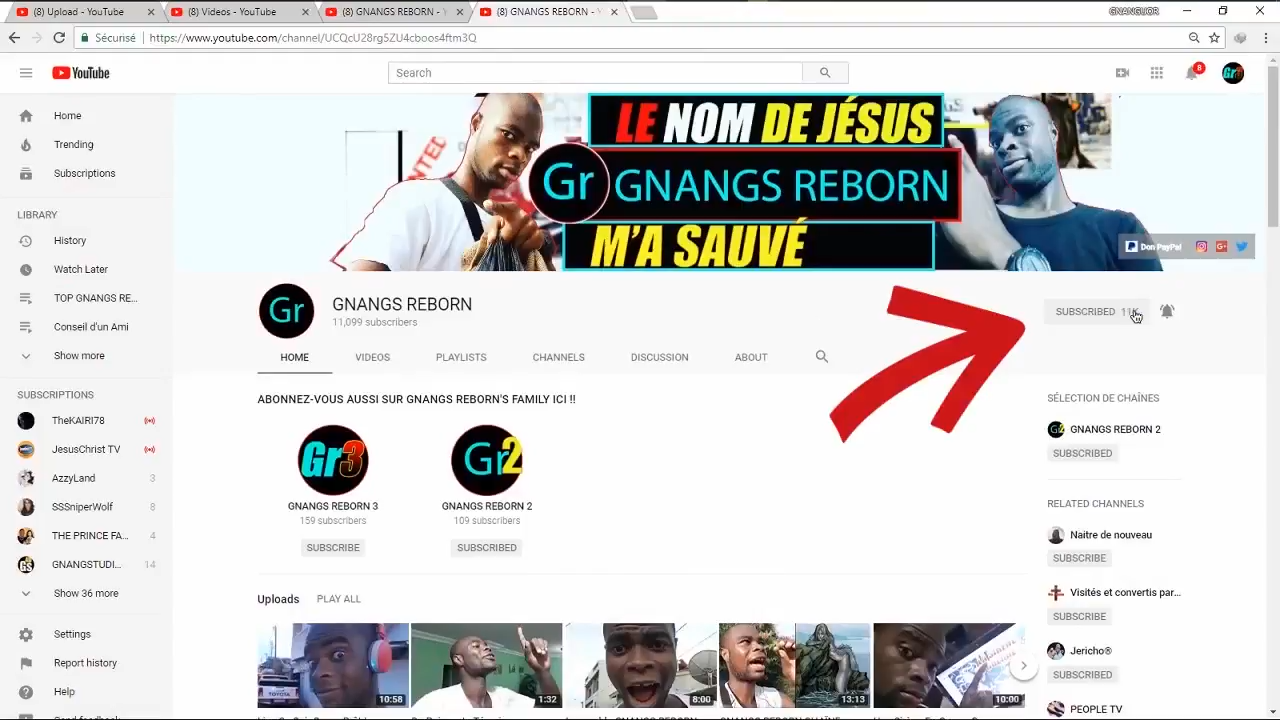 (8) Upload - YouTube
(8) Videos - YouTube
(8) GNANGS REBORN - Y
(8) GNANGS REBORN - Y
GNANGUOR
Sécurisé
YouTube
Search
8
Home
Trending
Subscriptions
LIBRARY
History
Watch Later
TOP GNANGS RE...
Conseil d'un Ami
Show more
SUBSCRIPTIONS
TheKAIRI78
JesusChrist TV
AzzyLand 3
SSSniperWolf 8
THE PRINCE FA... 4
GNANGSTUDI... 14
Show 36 more
Settings
Report history
Help
LE NOM DE JÉSUS
Gr GNANGS REBORN
M'A SAUVÉ
Don PayPal
Gr
GNANGS REBORN
11,099 subscribers
SUBSCRIBED
HOME
VIDEOS
PLAYLISTS
CHANNELS
DISCUSSION
ABOUT
ABONNEZ-VOUS AUSSI SUR GNANGS REBORN'S FAMILY ICI !!
Gr3
GNANGS REBORN 3
159 subscribers
SUBSCRIBE
Gr2
GNANGS REBORN 2
109 subscribers
SUBSCRIBED
Uploads PLAY ALL
10:58
1:32
8:00
13:13
10:00
SÉLECTION DE CHAÎNES
GNANGS REBORN 2
SUBSCRIBED
RELATED CHANNELS
Naitre de nouveau
SUBSCRIBE
Visités et convertis par...
SUBSCRIBE
Jericho®
SUBSCRIBED
PEOPLE TV